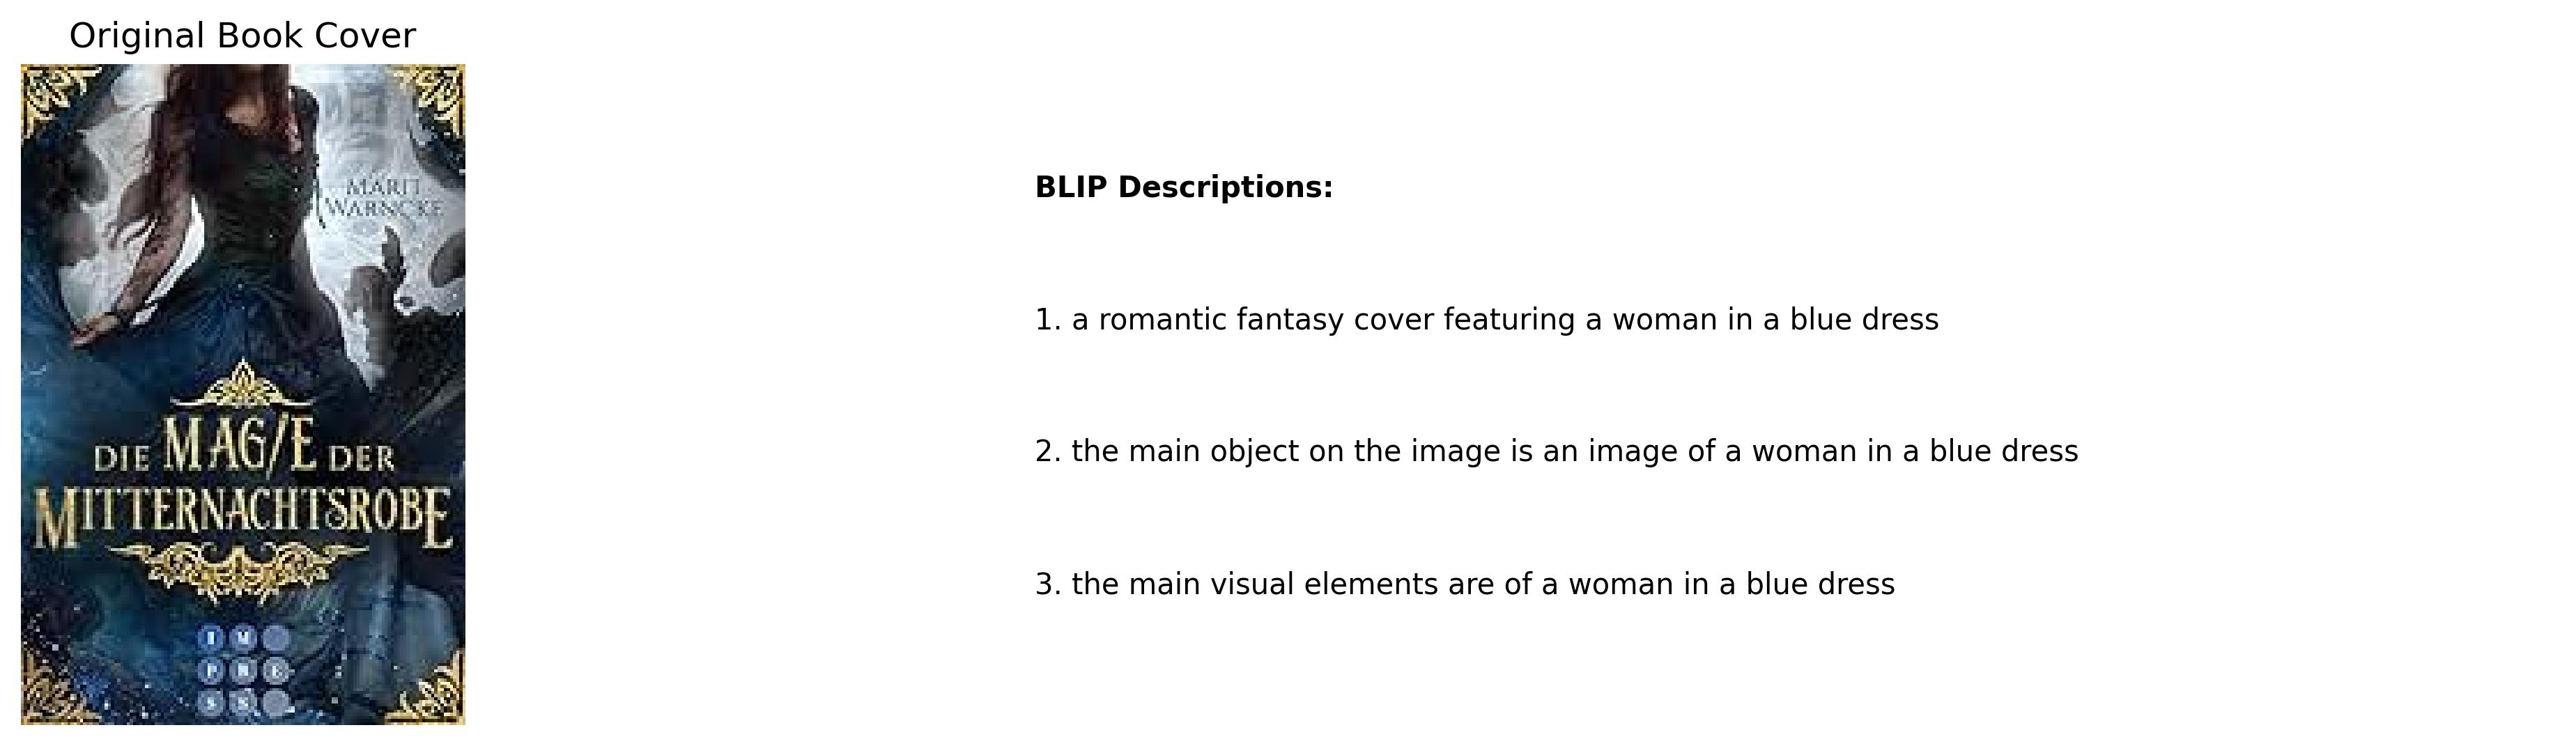 Original Book Cover
MARIT
WARNCKE
DIE MAGIE DER
MITTERNACHTSROBE
I M
P R E
S S
BLIP Descriptions:
1. a romantic fantasy cover featuring a woman in a blue dress
2. the main object on the image is an image of a woman in a blue dress
3. the main visual elements are of a woman in a blue dress